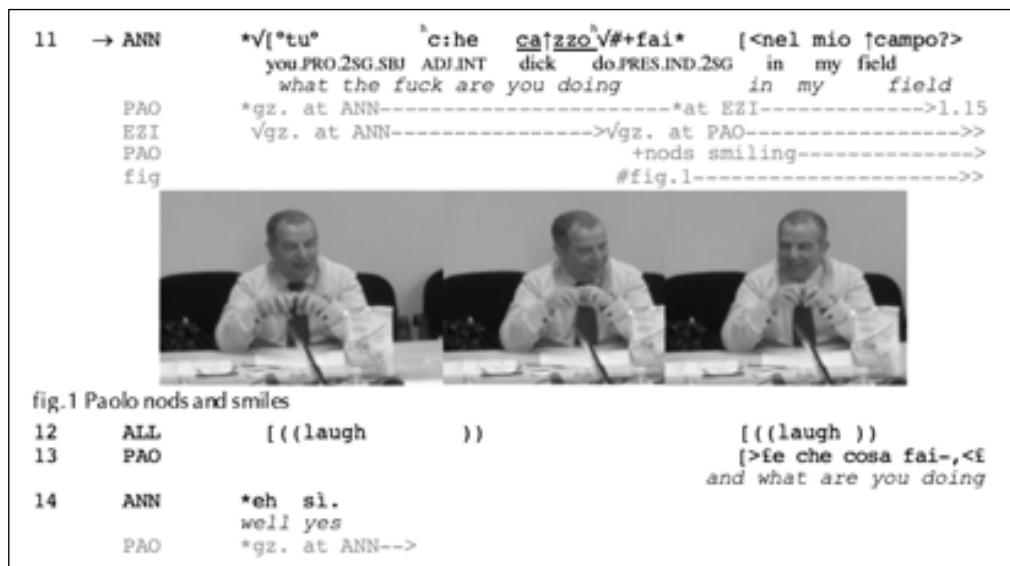 11 → ANN *√[°tu° ʰc:he ca↑zzoʰ√#+fai* [<nel mio ↑campo?>
you.PRO.2SG.SBJ ADJ.INT dick do.PRES.IND.2SG in my field
what the fuck are you doing in my field
PAO *gz. at ANN-----------------------*at EZI------------->1.15
EZI √gz. at ANN----------------->√gz. at PAO------------------->>
PAO +nods smiling-------------->
fig #fig.1--------------------->>
fig.1 Paolo nods and smiles
12 ALL [((laugh )) [((laugh ))
13 PAO [>£e che cosa fai-,<£
and what are you doing
14 ANN *eh sì.
well yes
PAO *gz. at ANN-->